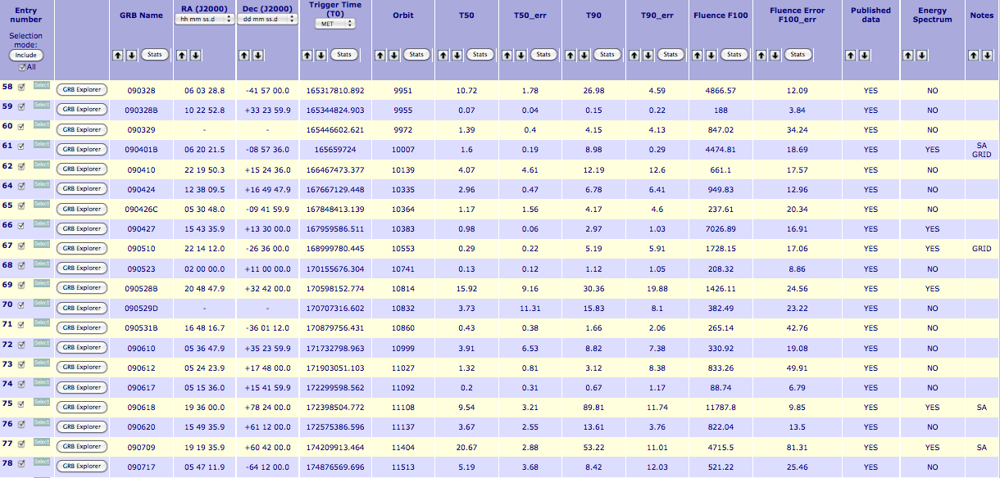 Entry number GRB Name RA (J2000) Dec (J2000) Trigger Time (T0) Orbit T50 T50_err T90 T90_err Fluence F100 Fluence Error F100_err Published data Energy Spectrum Notes
hh mm ss.d dd mm ss.d MET
Selection mode:
Include
All
Stats Stats Stats Stats Stats Stats Stats Stats Stats
58 Select GRB Explorer 090328 06 03 28.8 -41 57 00.0 165317810.892 9951 10.72 1.78 26.98 4.59 4866.57 12.09 YES NO
59 Select GRB Explorer 090328B 10 22 52.8 +33 23 59.9 165344824.903 9955 0.07 0.04 0.15 0.22 188 3.84 YES NO
60 Select GRB Explorer 090329 - - 165446602.621 9972 1.39 0.4 4.15 4.13 847.02 34.24 YES NO
61 Select GRB Explorer 090401B 06 20 21.5 -08 57 36.0 165659724 10007 1.6 0.19 8.98 0.29 4474.81 18.69 YES YES SA GRID
62 Select GRB Explorer 090410 22 19 50.3 +15 24 36.0 166467473.377 10139 4.07 4.61 12.19 12.6 661.1 17.57 YES NO
64 Select GRB Explorer 090424 12 38 09.5 +16 49 47.9 167667129.448 10335 2.96 0.47 6.78 6.41 949.83 12.96 YES NO
65 Select GRB Explorer 090426C 05 30 48.0 -09 41 59.9 167848413.139 10364 1.17 1.56 4.17 4.6 237.61 20.34 YES NO
66 Select GRB Explorer 090427 15 43 35.9 +13 30 00.0 167959586.511 10383 0.98 0.06 2.97 1.03 7026.89 16.91 YES YES
67 Select GRB Explorer 090510 22 14 12.0 -26 36 00.0 168999780.445 10553 0.29 0.22 5.19 5.91 1728.15 17.06 YES YES GRID
68 Select GRB Explorer 090523 02 00 00.0 +11 00 00.0 170155676.304 10741 0.13 0.12 1.12 1.05 208.32 8.86 YES NO
69 Select GRB Explorer 090528B 20 48 47.9 +32 42 00.0 170598152.774 10814 15.92 9.16 30.36 19.88 1426.11 24.56 YES YES
70 Select GRB Explorer 090529D - - 170707316.602 10832 3.73 11.31 15.83 8.1 382.49 23.22 YES NO
71 Select GRB Explorer 090531B 16 48 16.7 -36 01 12.0 170879756.431 10860 0.43 0.38 1.66 2.06 265.14 42.76 YES NO
72 Select GRB Explorer 090610 05 36 47.9 +35 23 59.9 171732798.963 10999 3.91 6.53 8.82 7.38 330.92 19.08 YES NO
73 Select GRB Explorer 090612 05 24 23.9 +17 48 00.0 171903051.103 11027 1.32 0.81 3.12 8.38 833.26 49.91 YES NO
74 Select GRB Explorer 090617 05 15 36.0 +15 41 59.9 172299598.562 11092 0.2 0.31 0.67 1.17 88.74 6.79 YES NO
75 Select GRB Explorer 090618 19 36 00.0 +78 24 00.0 172398504.772 11108 9.54 3.21 89.81 11.74 11787.8 9.85 YES YES SA
76 Select GRB Explorer 090620 15 49 35.9 +61 12 00.0 172575386.596 11137 3.67 2.55 13.61 3.76 822.04 13.5 YES NO
77 Select GRB Explorer 090709 19 19 35.9 +60 42 00.0 174209913.464 11404 20.67 2.88 53.22 11.01 4715.5 81.31 YES YES SA
78 Select GRB Explorer 090717 05 47 11.9 -64 12 00.0 174876569.696 11513 5.19 3.68 8.42 12.03 521.22 25.46 YES NO